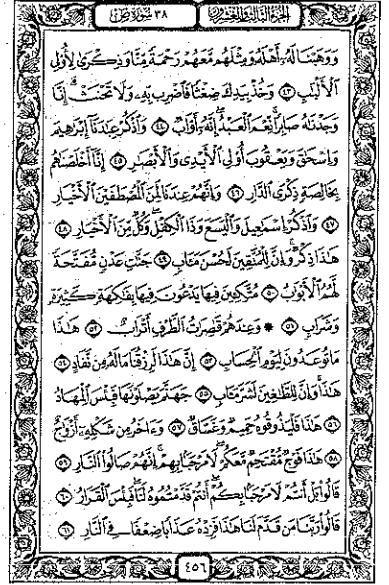 الجزء الثالث والعشرون ٣٨ سورة ص
وَوَهَبْنَا لَهُۥٓ أَهْلَهُۥ وَمِثْلَهُم مَّعَهُمْ رَحْمَةً مِّنَّا وَذِكْرَىٰ لِأُو۟لِى
ٱلْأَلْبَٰبِ ٤٣ وَخُذْ بِيَدِكَ ضِغْثًا فَٱضْرِب بِّهِۦ وَلَا تَحْنَثْ إِنَّا
وَجَدْنَٰهُ صَابِرًا نِّعْمَ ٱلْعَبْدُ إِنَّهُۥٓ أَوَّابٌ ٤٤ وَٱذْكُرْ عِبَٰدَنَآ إِبْرَٰهِيمَ
وَإِسْحَٰقَ وَيَعْقُوبَ أُو۟لِى ٱلْأَيْدِى وَٱلْأَبْصَٰرِ ٤٥ إِنَّآ أَخْلَصْنَٰهُم
بِخَالِصَةٍ ذِكْرَى ٱلدَّارِ ٤٦ وَإِنَّهُمْ عِندَنَا لَمِنَ ٱلْمُصْطَفَيْنَ ٱلْأَخْيَارِ
٤٧ وَٱذْكُرْ إِسْمَٰعِيلَ وَٱلْيَسَعَ وَذَا ٱلْكِفْلِ وَكُلٌّ مِّنَ ٱلْأَخْيَارِ ٤٨
هَٰذَا ذِكْرٌ وَإِنَّ لِلْمُتَّقِينَ لَحُسْنَ مَـَٔابٍ ٤٩ جَنَّٰتِ عَدْنٍ مُّفَتَّحَةً
لَّهُمُ ٱلْأَبْوَٰبُ ٥٠ مُتَّكِـِٔينَ فِيهَا يَدْعُونَ فِيهَا بِفَٰكِهَةٍ كَثِيرَةٍ
وَشَرَابٍ ٥١ ۞ وَعِندَهُمْ قَٰصِرَٰتُ ٱلطَّرْفِ أَتْرَابٌ ٥٢ هَٰذَا
مَا تُوعَدُونَ لِيَوْمِ ٱلْحِسَابِ ٥٣ إِنَّ هَٰذَا لَرِزْقُنَا مَا لَهُۥ مِن نَّفَادٍ ٥٤
هَٰذَا وَإِنَّ لِلطَّٰغِينَ لَشَرَّ مَـَٔابٍ ٥٥ جَهَنَّمَ يَصْلَوْنَهَا فَبِئْسَ ٱلْمِهَادُ
٥٦ هَٰذَا فَلْيَذُوقُوهُ حَمِيمٌ وَغَسَّاقٌ ٥٧ وَءَاخَرُ مِن شَكْلِهِۦٓ أَزْوَٰجٌ
٥٨ هَٰذَا فَوْجٌ مُّقْتَحِمٌ مَّعَكُمْ لَا مَرْحَبًۢا بِهِمْ إِنَّهُمْ صَالُوا۟ ٱلنَّارِ ٥٩
قَالُوا۟ بَلْ أَنتُمْ لَا مَرْحَبًۢا بِكُمْ أَنتُمْ قَدَّمْتُمُوهُ لَنَا فَبِئْسَ ٱلْقَرَارُ ٦٠
قَالُوا۟ رَبَّنَا مَن قَدَّمَ لَنَا هَٰذَا فَزِدْهُ عَذَابًا ضِعْفًا فِى ٱلنَّارِ ٦١
٤٥٦